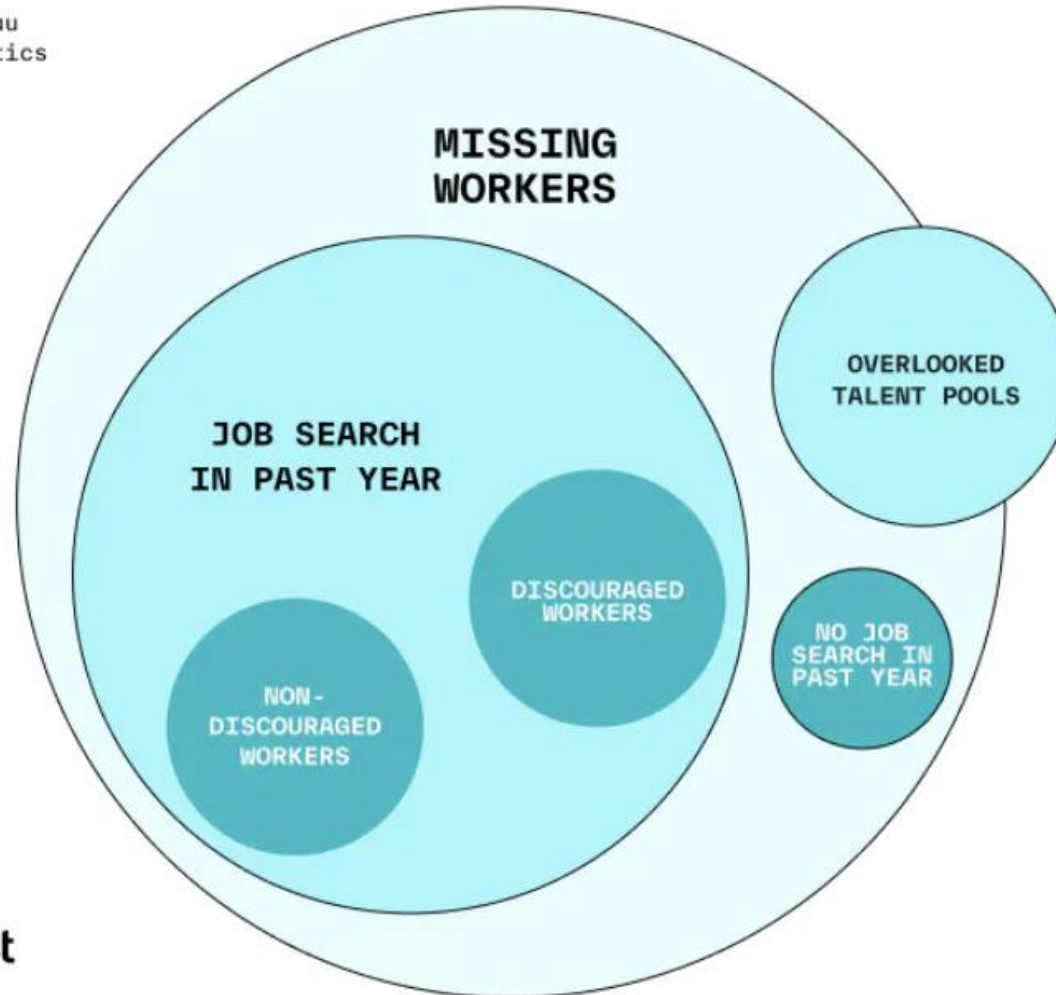 MISSING
WORKERS
OVERLOOKED
TALENT POOLS
JOB SEARCH
IN PAST YEAR
DISCOURAGED
WORKERS
NO JOB
SEARCH IN
PAST YEAR
NON-
DISCOURAGED
WORKERS